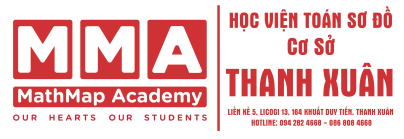 MMA
MathMap Academy
OUR HEARTS OUR STUDENTS
HỌC VIỆN TOÁN SƠ ĐỒ
CƠ SỞ
THANH XUÂN
LIỀN KỀ 5, LICOGI 13, 164 KHUẤT DUY TIẾN, THANH XUÂN
HOTLINE: 094 282 4668 - 086 808 4668